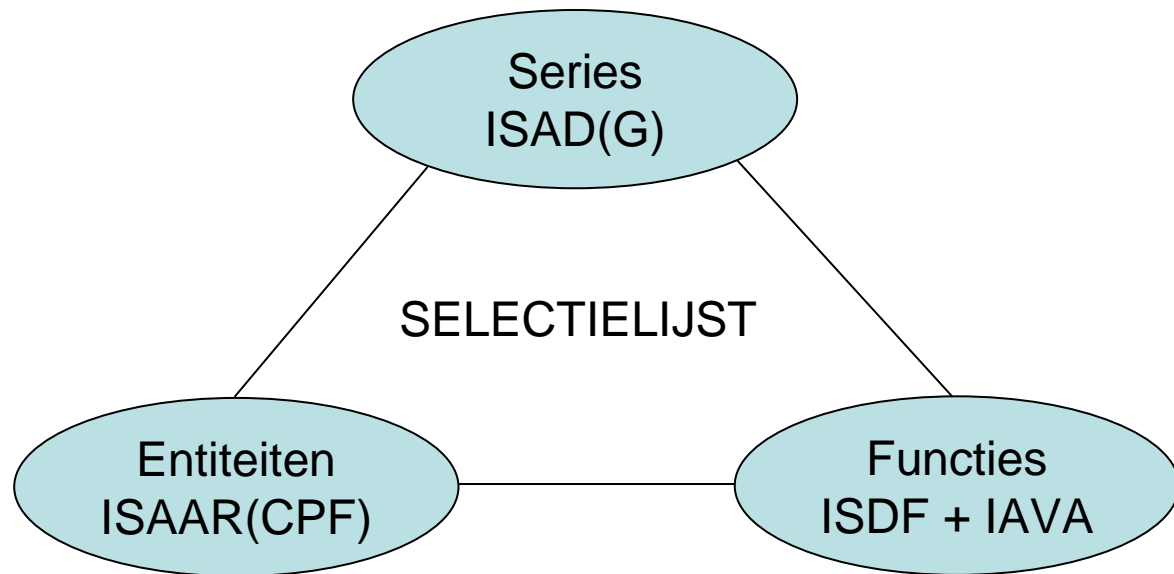 Series
ISAD(G)
SELECTIELIJST
Entiteiten
ISAAR(CPF)
Functies
ISDF + IAVA